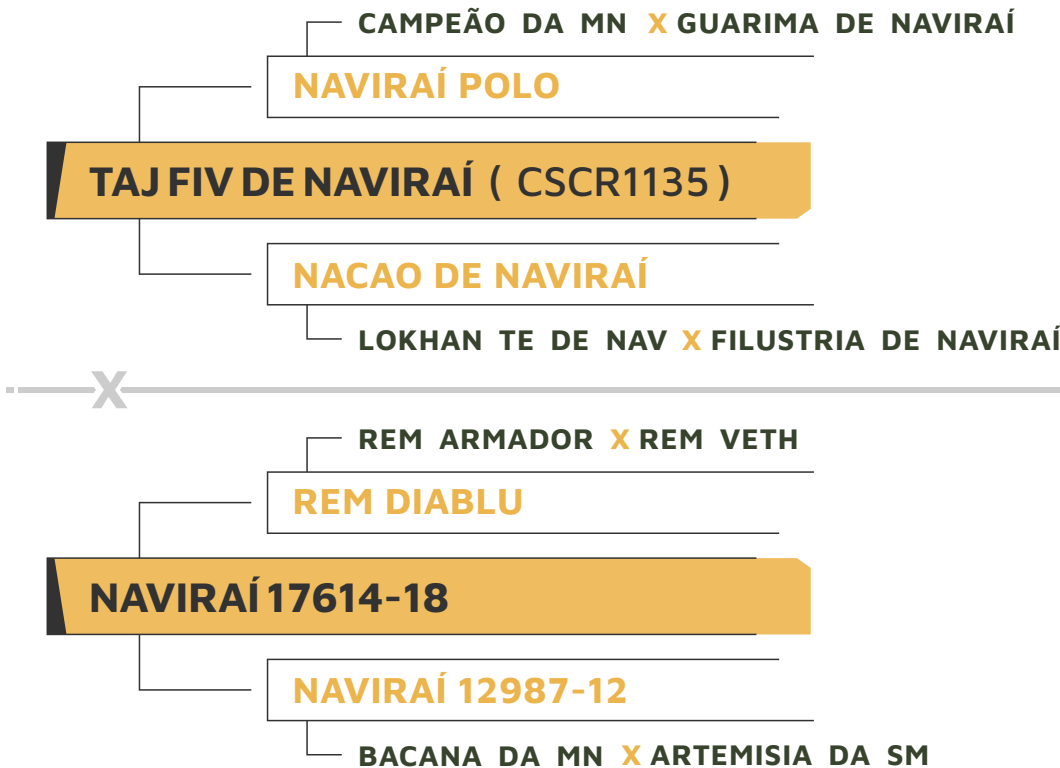 CAMPEÃO DA MN X GUARIMA DE NAVIRAÍ
NAVIRAÍ POLO
TAJ FIV DE NAVIRAÍ ( CSCR1135 )
NACAO DE NAVIRAÍ
LOKHAN TE DE NAV X FILUSTRIA DE NAVIRAÍ
X
REM ARMADOR X REM VETH
REM DIABLU
NAVIRAÍ 17614-18
NAVIRAÍ 12987-12
BACANA DA MN X ARTEMISIA DA SM